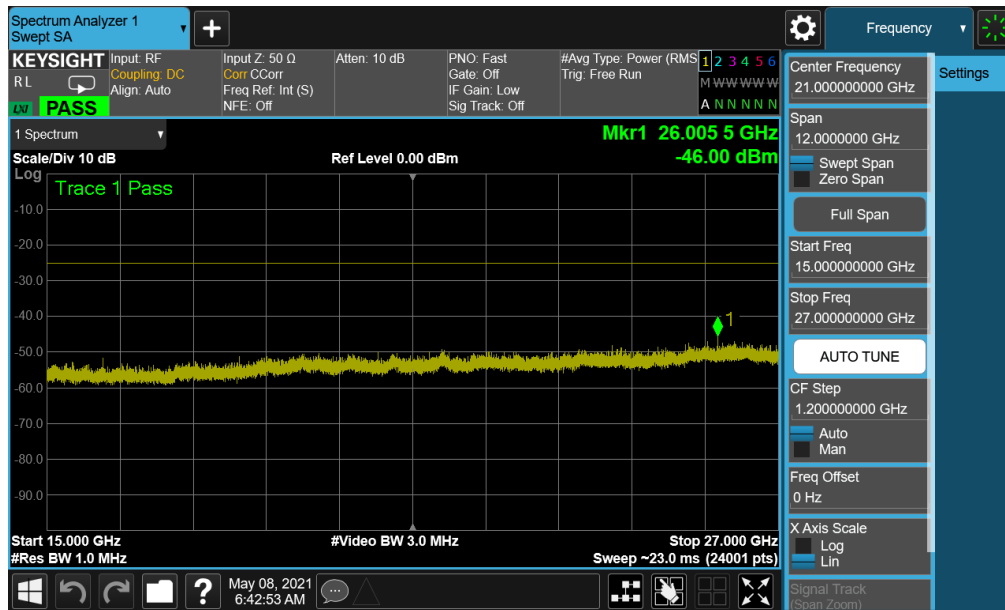 Spectrum Analyzer 1
Swept SA
Frequency
KEYSIGHT
RL
LXI PASS
Input: RF
Coupling: DC
Align: Auto
Input Z: 50 Ω
Corr CCorr
Freq Ref: Int (S)
NFE: Off
Atten: 10 dB
PNO: Fast
Gate: Off
IF Gain: Low
Sig Track: Off
#Avg Type: Power (RMS
Trig: Free Run
1 2 3 4 5 6
M W W W W W
A N N N N N
1 Spectrum
Mkr1 26.005 5 GHz
-46.00 dBm
Scale/Div 10 dB
Ref Level 0.00 dBm
Log
Trace 1 Pass
-10.0
-20.0
-30.0
-40.0
-50.0
-60.0
-70.0
-80.0
-90.0
1
Start 15.000 GHz
#Video BW 3.0 MHz
Stop 27.000 GHz
#Res BW 1.0 MHz
Sweep ~23.0 ms (24001 pts)
Center Frequency
21.000000000 GHz
Span
12.0000000 GHz
Swept Span
Zero Span
Full Span
Start Freq
15.000000000 GHz
Stop Freq
27.000000000 GHz
AUTO TUNE
CF Step
1.200000000 GHz
Auto
Man
Freq Offset
0 Hz
X Axis Scale
Log
Lin
Signal Track
(Span Zoom)
Settings
?
May 08, 2021
6:42:53 AM